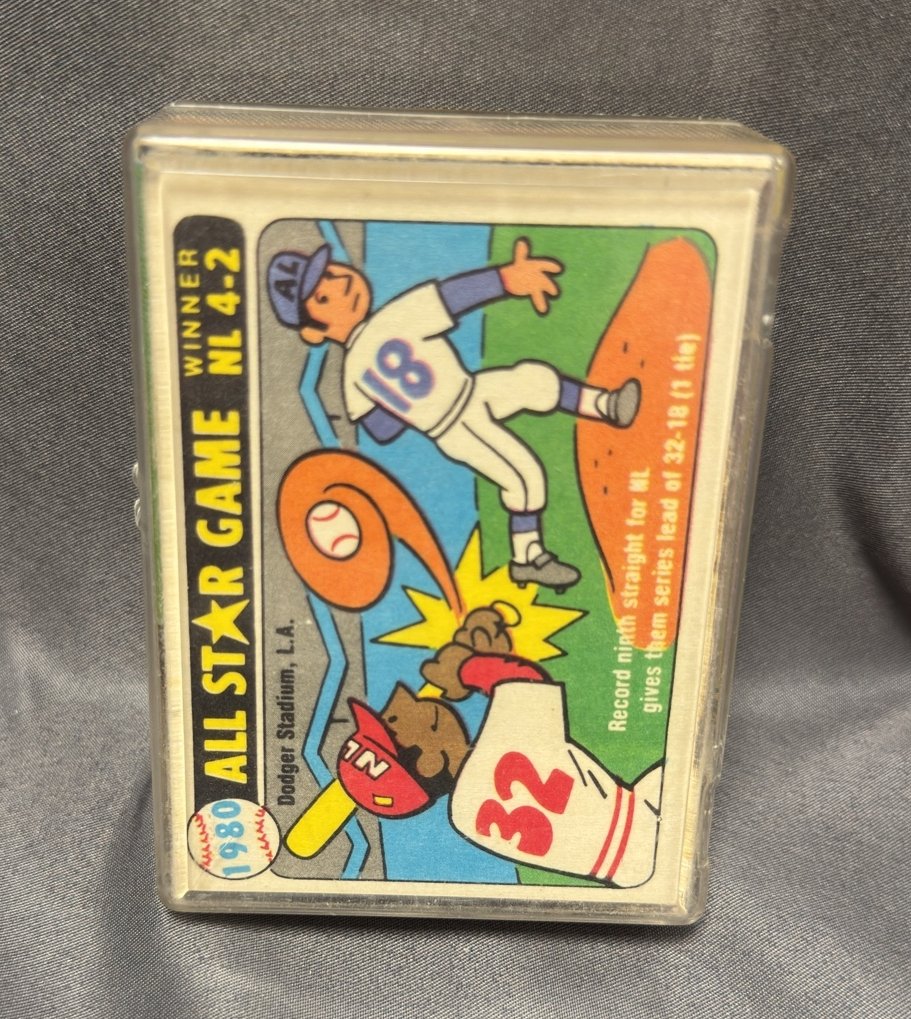 1980 ALL ST★R GAME WINNER NL 4-2
Dodger Stadium, L.A.
AL
18
NL
32
Record ninth straight for NL
gives them series lead of 32-18 (1 tie)